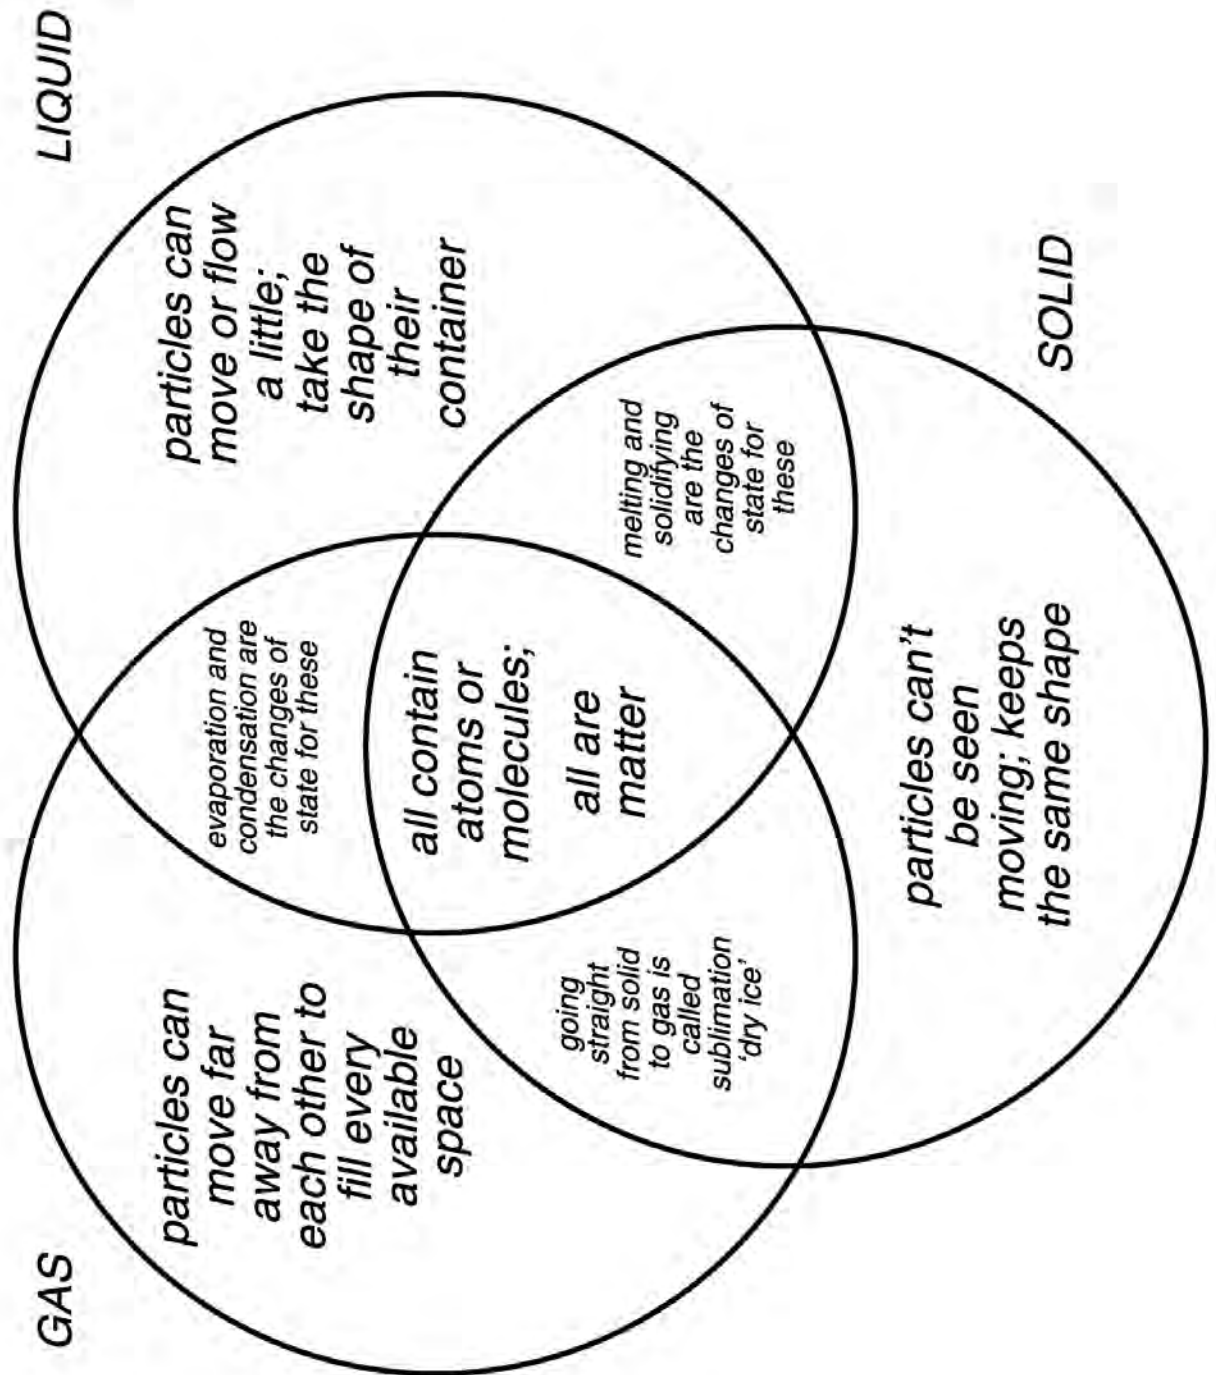 GAS
LIQUID
particles can
move far
away from
each other to
fill every
available
space
evaporation and
condensation are
the changes of
state for these
particles can
move or flow
a little;
take the
shape of
their
container
all contain
atoms or
molecules;
all are
matter
going
straight
from solid
to gas is
called
sublimation
'dry ice'
melting and
solidifying
are the
changes of
state for
these
particles can't
be seen
moving; keeps
the same shape
SOLID